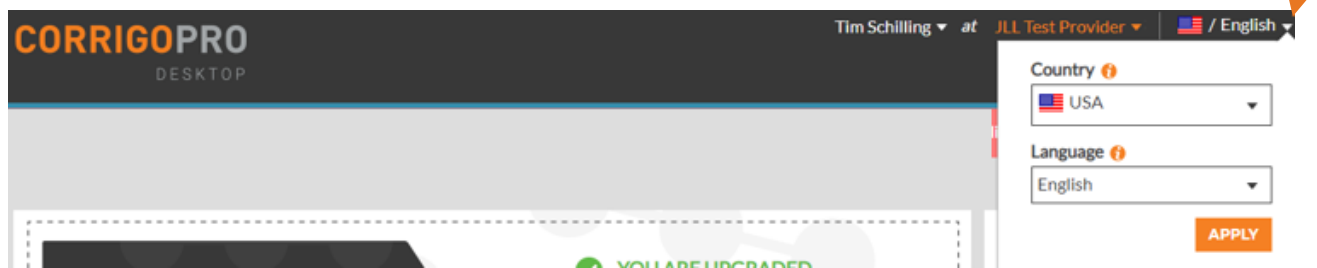 CORRIGOPRO
DESKTOP
Tim Schilling at JLL Test Provider / English
Country
USA
Language
English
APPLY
YOU ARE UPGRADED